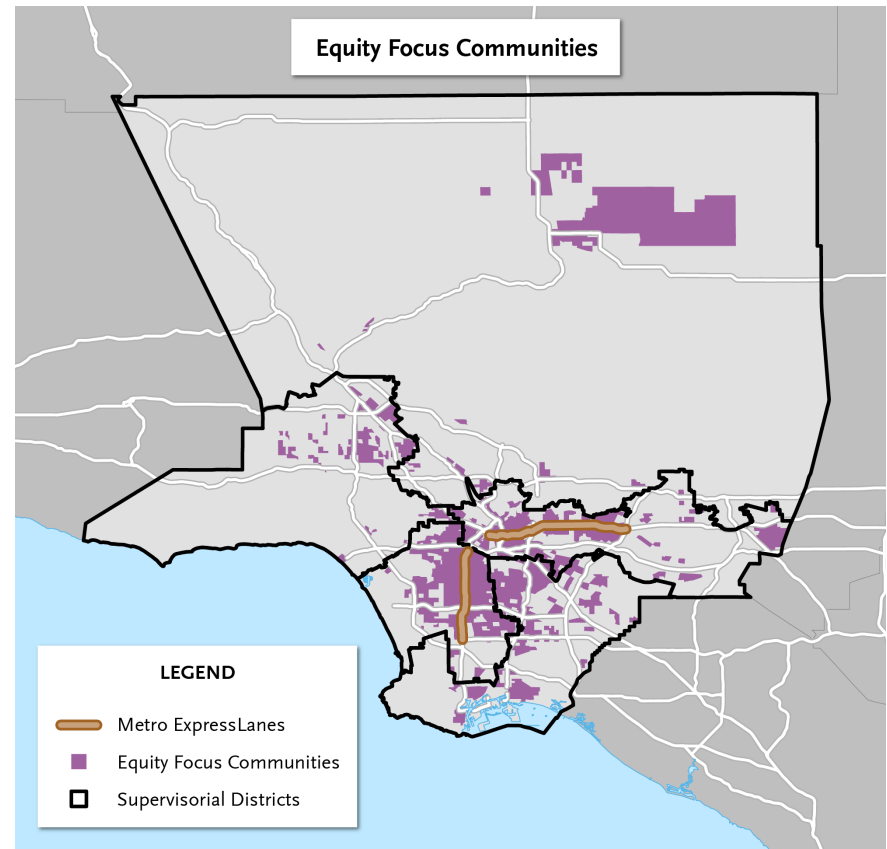 Equity Focus Communities
LEGEND
Metro ExpressLanes
Equity Focus Communities
Supervisorial Districts